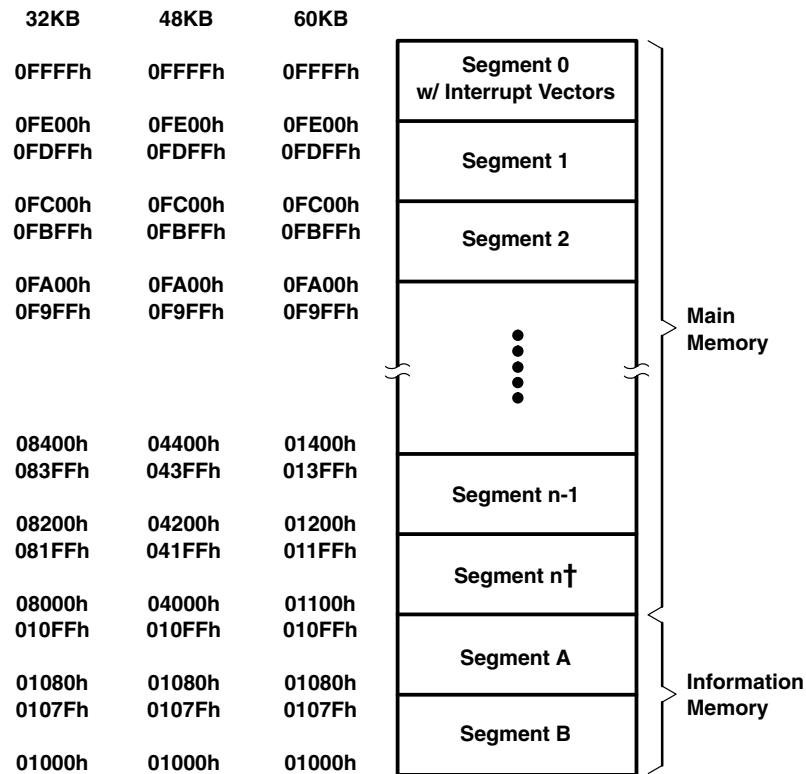 32KB 48KB 60KB
0FFFFh 0FFFFh 0FFFFh Segment 0
w/ Interrupt Vectors
0FE00h 0FE00h 0FE00h
0FDFFh 0FDFFh 0FDFFh
Segment 1
0FC00h 0FC00h 0FC00h
0FBFFh 0FBFFh 0FBFFh
Segment 2
0FA00h 0FA00h 0FA00h
0F9FFh 0F9FFh 0F9FFh
Main
Memory
08400h 04400h 01400h
083FFh 043FFh 013FFh
Segment n-1
08200h 04200h 01200h
081FFh 041FFh 011FFh
Segment n†
08000h 04000h 01100h
010FFh 010FFh 010FFh
Segment A
01080h 01080h 01080h
0107Fh 0107Fh 0107Fh
Information
Memory
Segment B
01000h 01000h 01000h